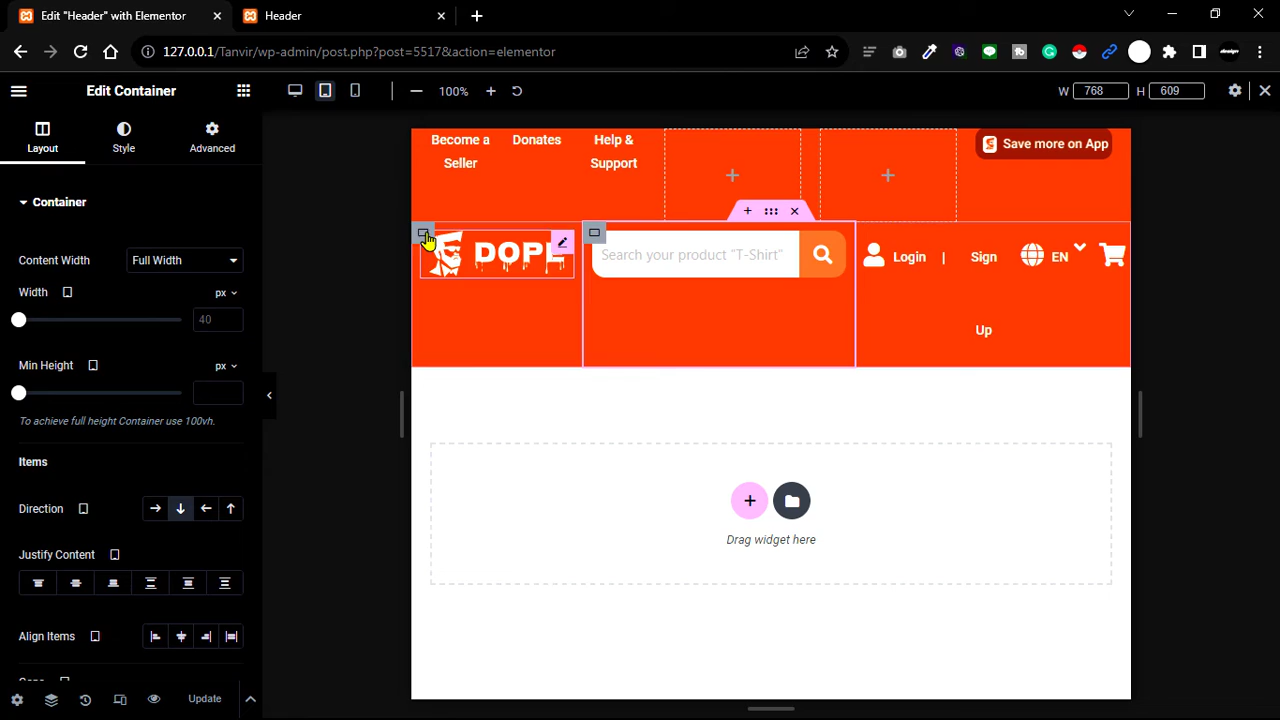 Edit "Header" with Elementor
Header
127.0.0.1/Tanvir/wp-admin/post.php?post=5517&action=elementor
Edit Container
100%
W 768 H 609
Layout
Style
Advanced
Container
Content Width
Full Width
Width
px
40
Min Height
px
To achieve full height Container use 100vh.
Items
Direction
Justify Content
Align Items
Update
Become a
Seller
Donates
Help &
Support
Save more on App
DOPE
Search your product "T-Shirt"
Login | Sign
Up
EN
Drag widget here